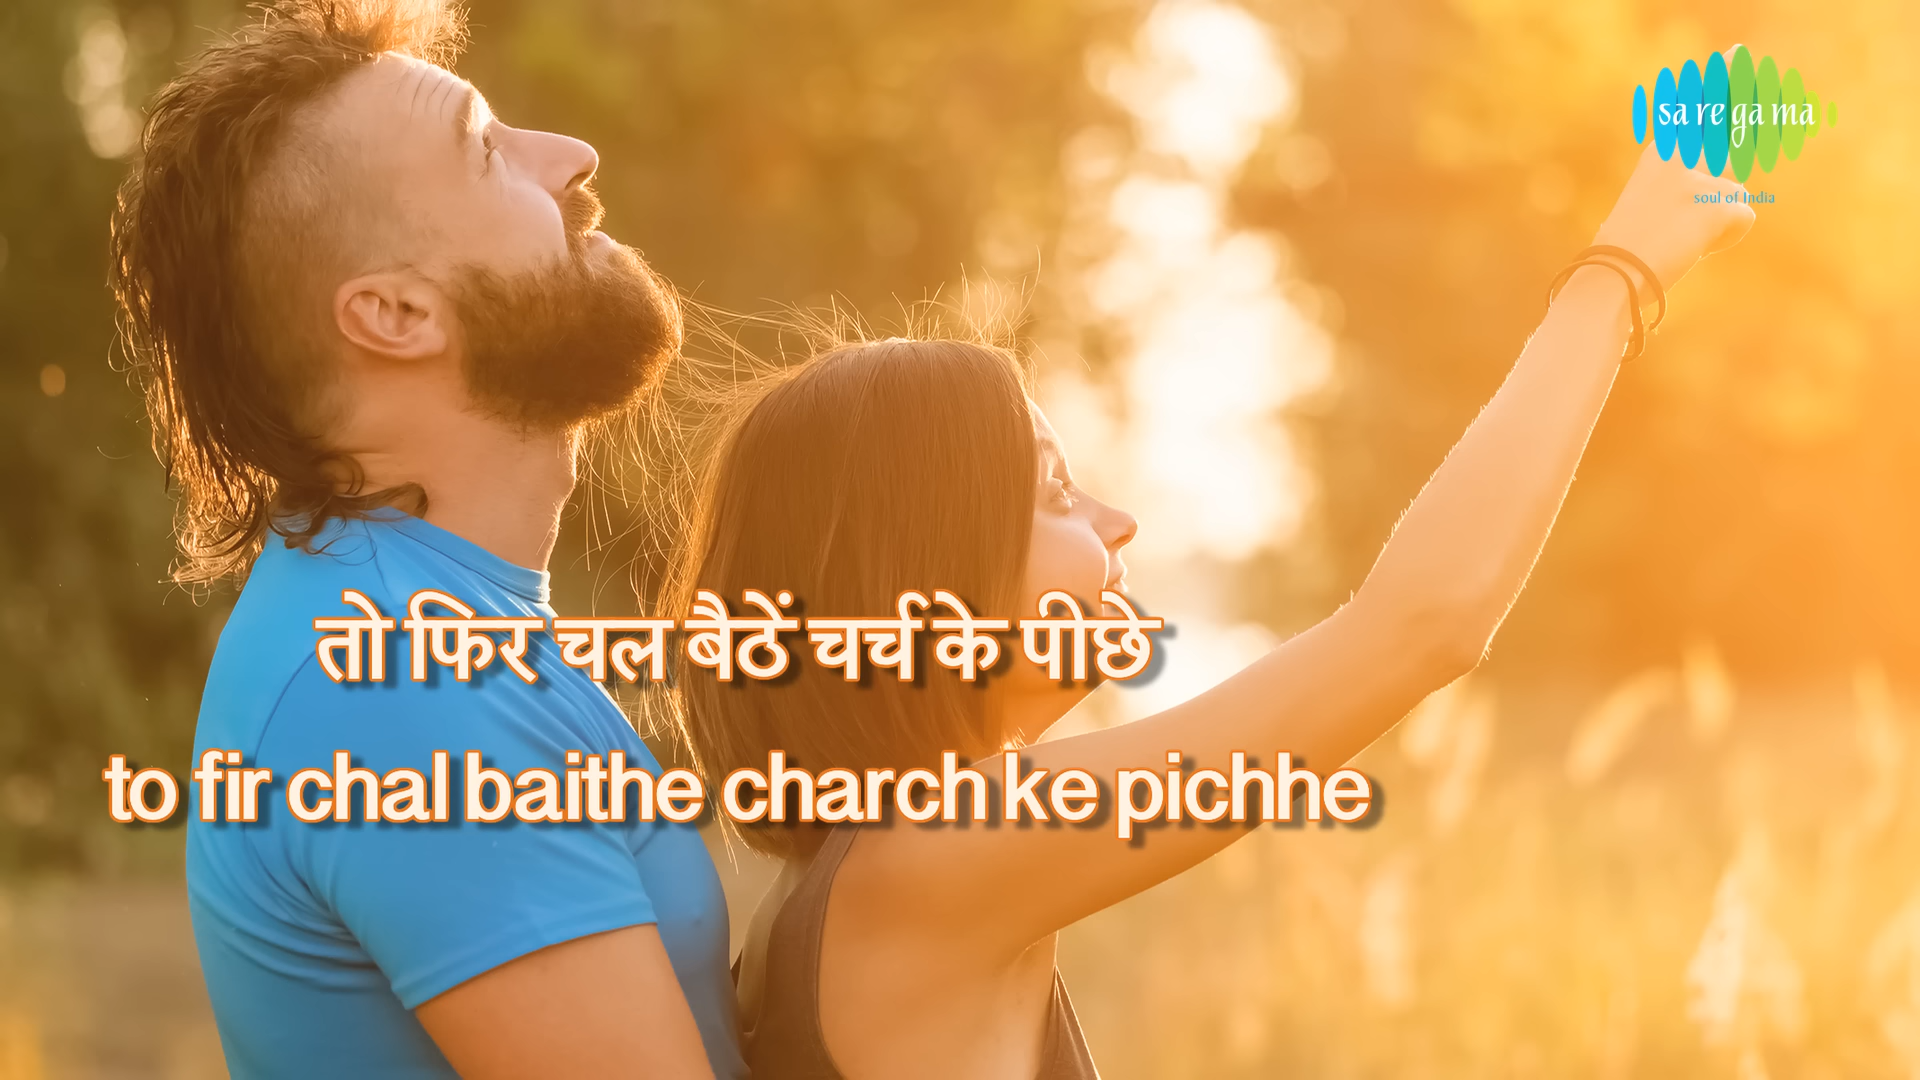 sa re ga ma
soul of India
तो फिर चल बैठें चर्च के पीछे
to fir chal baithe charch ke pichhe